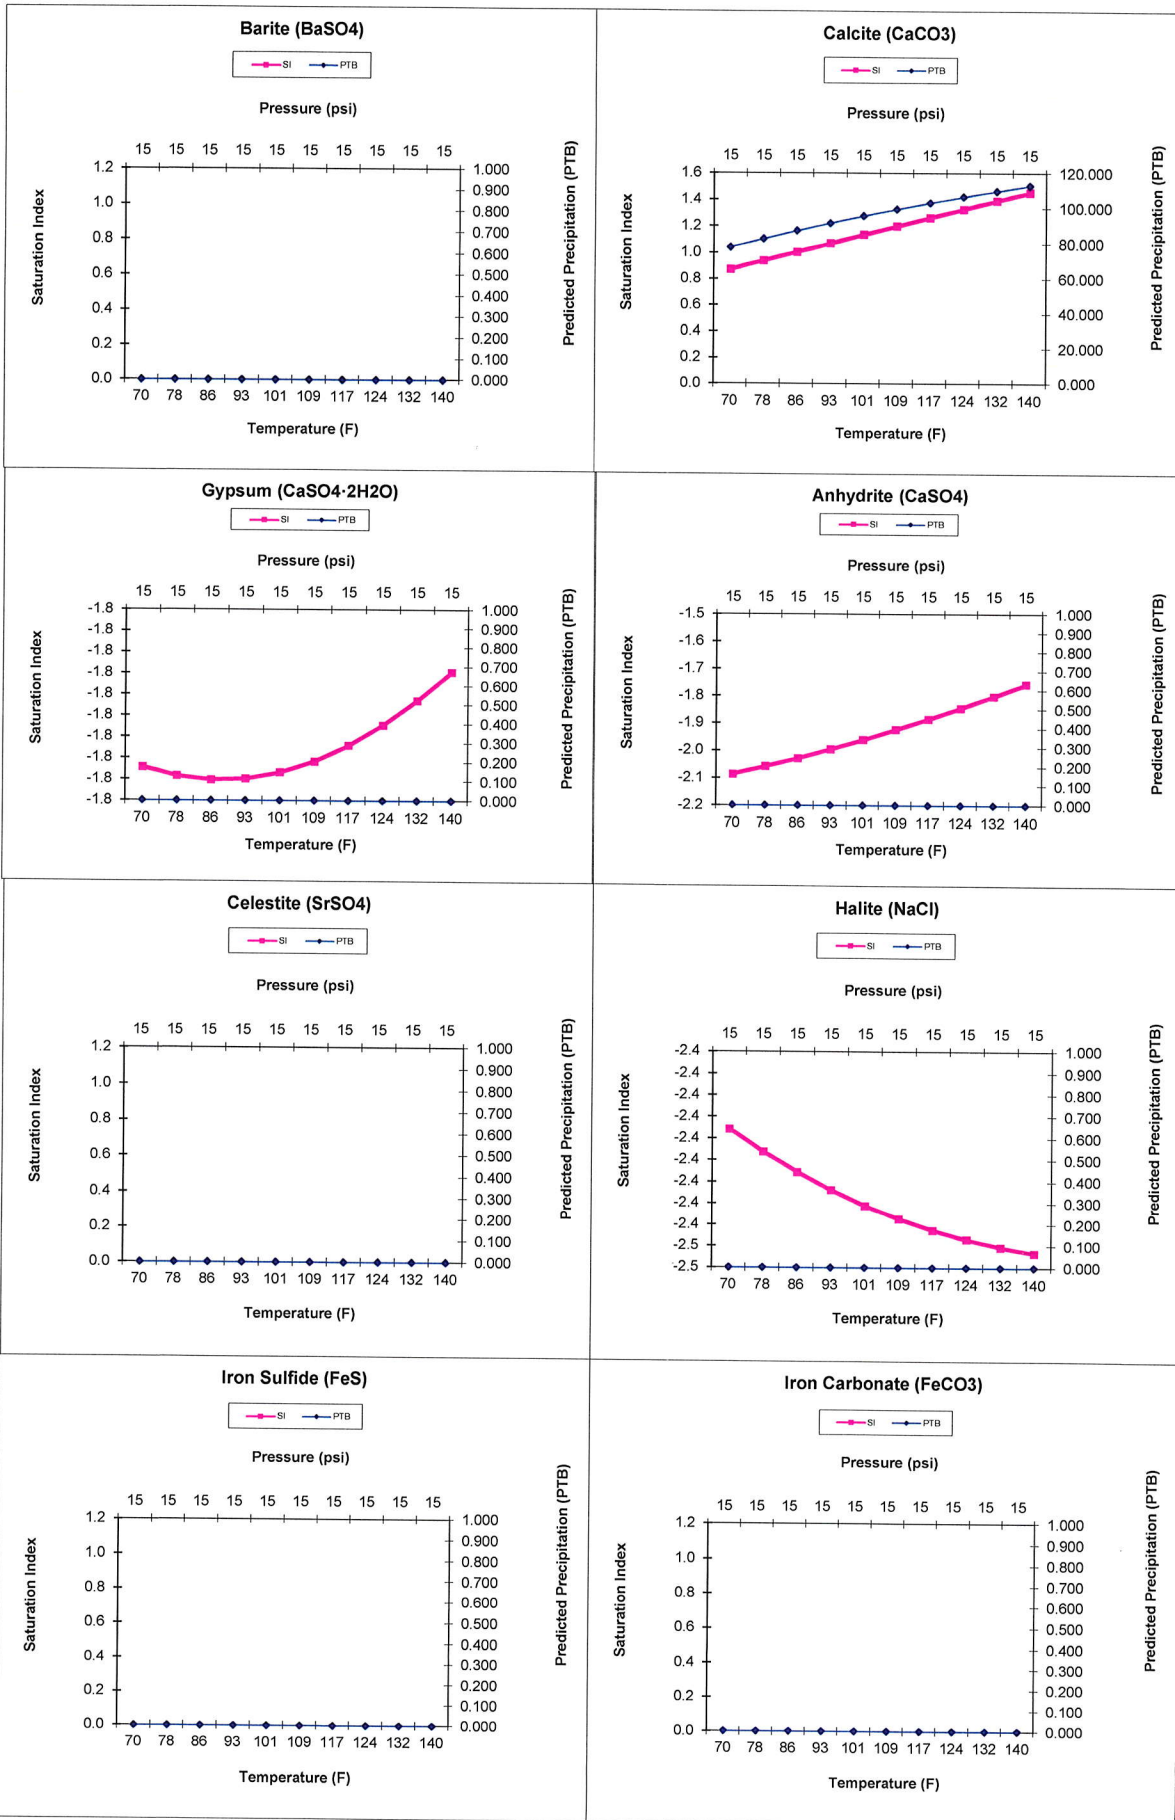 Barite (BaSO4)
SI PTB
Pressure (psi)
15 15 15 15 15 15 15 15 15 15
1.2
1.0
0.8
0.6
0.4
0.2
0.0
Saturation Index
1.000
0.900
0.800
0.700
0.600
0.500
0.400
0.300
0.200
0.100
0.000
Predicted Precipitation (PTB)
70 78 86 93 101 109 117 124 132 140
Temperature (F)
Calcite (CaCO3)
SI PTB
Pressure (psi)
15 15 15 15 15 15 15 15 15 15
1.6
1.4
1.2
1.0
0.8
0.6
0.4
0.2
0.0
Saturation Index
120.000
100.000
80.000
60.000
40.000
20.000
0.000
Predicted Precipitation (PTB)
70 78 86 93 101 109 117 124 132 140
Temperature (F)
Gypsum (CaSO4·2H2O)
SI PTB
Pressure (psi)
15 15 15 15 15 15 15 15 15 15
-1.8
-1.8
-1.8
-1.8
-1.8
-1.8
-1.8
-1.8
-1.8
-1.8
Saturation Index
1.000
0.900
0.800
0.700
0.600
0.500
0.400
0.300
0.200
0.100
0.000
Predicted Precipitation (PTB)
70 78 86 93 101 109 117 124 132 140
Temperature (F)
Anhydrite (CaSO4)
SI PTB
Pressure (psi)
15 15 15 15 15 15 15 15 15 15
-1.5
-1.6
-1.7
-1.8
-1.9
-2.0
-2.1
-2.2
Saturation Index
1.000
0.900
0.800
0.700
0.600
0.500
0.400
0.300
0.200
0.100
0.000
Predicted Precipitation (PTB)
70 78 86 93 101 109 117 124 132 140
Temperature (F)
Celestite (SrSO4)
SI PTB
Pressure (psi)
15 15 15 15 15 15 15 15 15 15
1.2
1.0
0.8
0.6
0.4
0.2
0.0
Saturation Index
1.000
0.900
0.800
0.700
0.600
0.500
0.400
0.300
0.200
0.100
0.000
Predicted Precipitation (PTB)
70 78 86 93 101 109 117 124 132 140
Temperature (F)
Halite (NaCl)
SI PTB
Pressure (psi)
15 15 15 15 15 15 15 15 15 15
-2.4
-2.4
-2.4
-2.4
-2.4
-2.4
-2.4
-2.4
-2.4
-2.5
-2.5
Saturation Index
1.000
0.900
0.800
0.700
0.600
0.500
0.400
0.300
0.200
0.100
0.000
Predicted Precipitation (PTB)
70 78 86 93 101 109 117 124 132 140
Temperature (F)
Iron Sulfide (FeS)
SI PTB
Pressure (psi)
15 15 15 15 15 15 15 15 15 15
1.2
1.0
0.8
0.6
0.4
0.2
0.0
Saturation Index
1.000
0.900
0.800
0.700
0.600
0.500
0.400
0.300
0.200
0.100
0.000
Predicted Precipitation (PTB)
70 78 86 93 101 109 117 124 132 140
Temperature (F)
Iron Carbonate (FeCO3)
SI PTB
Pressure (psi)
15 15 15 15 15 15 15 15 15 15
1.2
1.0
0.8
0.6
0.4
0.2
0.0
Saturation Index
1.000
0.900
0.800
0.700
0.600
0.500
0.400
0.300
0.200
0.100
0.000
Predicted Precipitation (PTB)
70 78 86 93 101 109 117 124 132 140
Temperature (F)